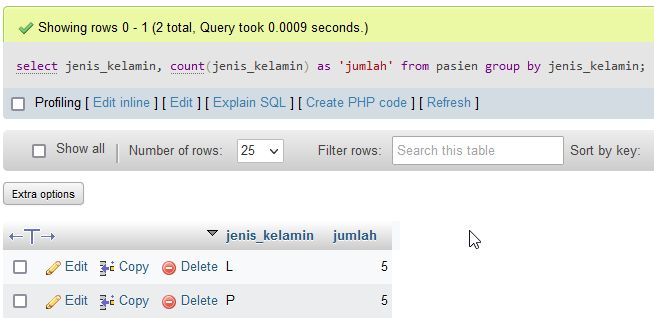 Showing rows 0 - 1 (2 total, Query took 0.0009 seconds.)
select jenis_kelamin, count(jenis_kelamin) as 'jumlah' from pasien group by jenis_kelamin;
Profiling [ Edit inline ] [ Edit ] [ Explain SQL ] [ Create PHP code ] [ Refresh ]
Show all Number of rows: 25 Filter rows: Search this table Sort by key:
Extra options
←T→ jenis_kelamin jumlah
Edit Copy Delete L 5
Edit Copy Delete P 5